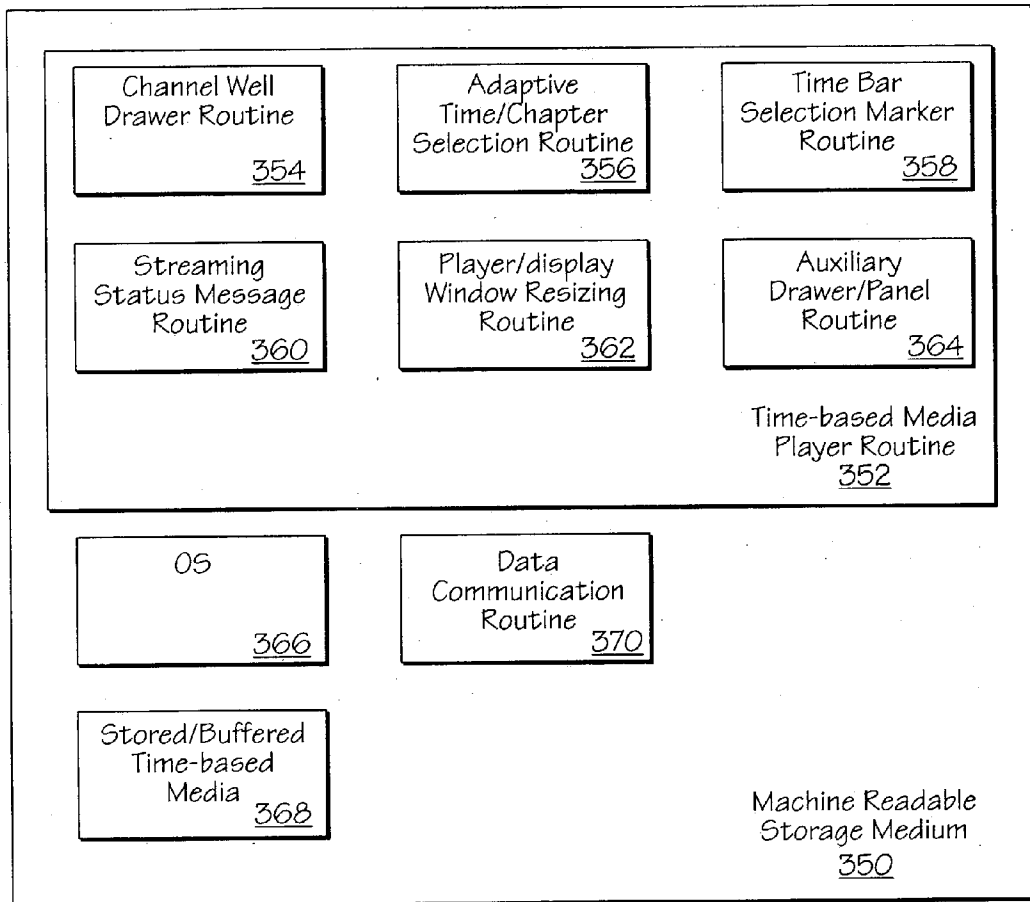 Channel Well
Drawer Routine
354
Adaptive
Time/Chapter
Selection Routine
356
Time Bar
Selection Marker
Routine
358
Streaming
Status Message
Routine
360
Player/display
Window Resizing
Routine
362
Auxiliary
Drawer/Panel
Routine
364
Time-based Media
Player Routine
352
OS
366
Data
Communication
Routine
370
Stored/Buffered
Time-based
Media
368
Machine Readable
Storage Medium
350